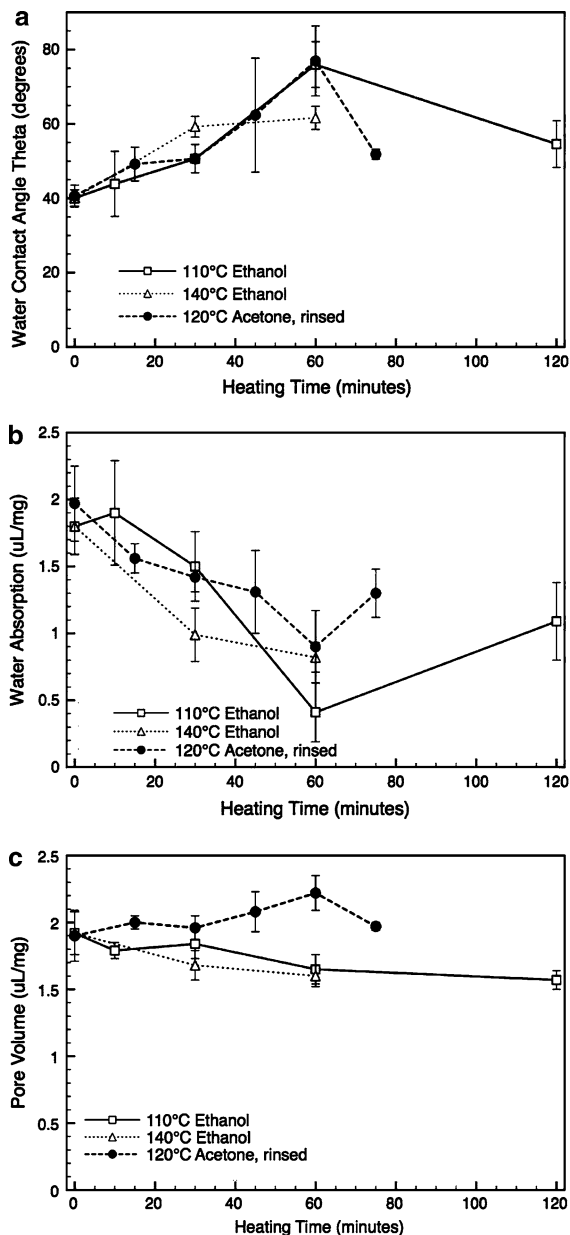 a
Water Contact Angle Theta (degrees)
80
60
40
20
0
110°C Ethanol
140°C Ethanol
120°C Acetone, rinsed
0 20 40 60 80 100 120
Heating Time (minutes)
b
Water Absorption (uL/mg)
2.5
2
1.5
1
0.5
0
110°C Ethanol
140°C Ethanol
120°C Acetone, rinsed
0 20 40 60 80 100 120
Heating Time (minutes)
c
Pore Volume (uL/mg)
2.5
2
1.5
1
0.5
0
110°C Ethanol
140°C Ethanol
120°C Acetone, rinsed
0 20 40 60 80 100 120
Heating Time (minutes)